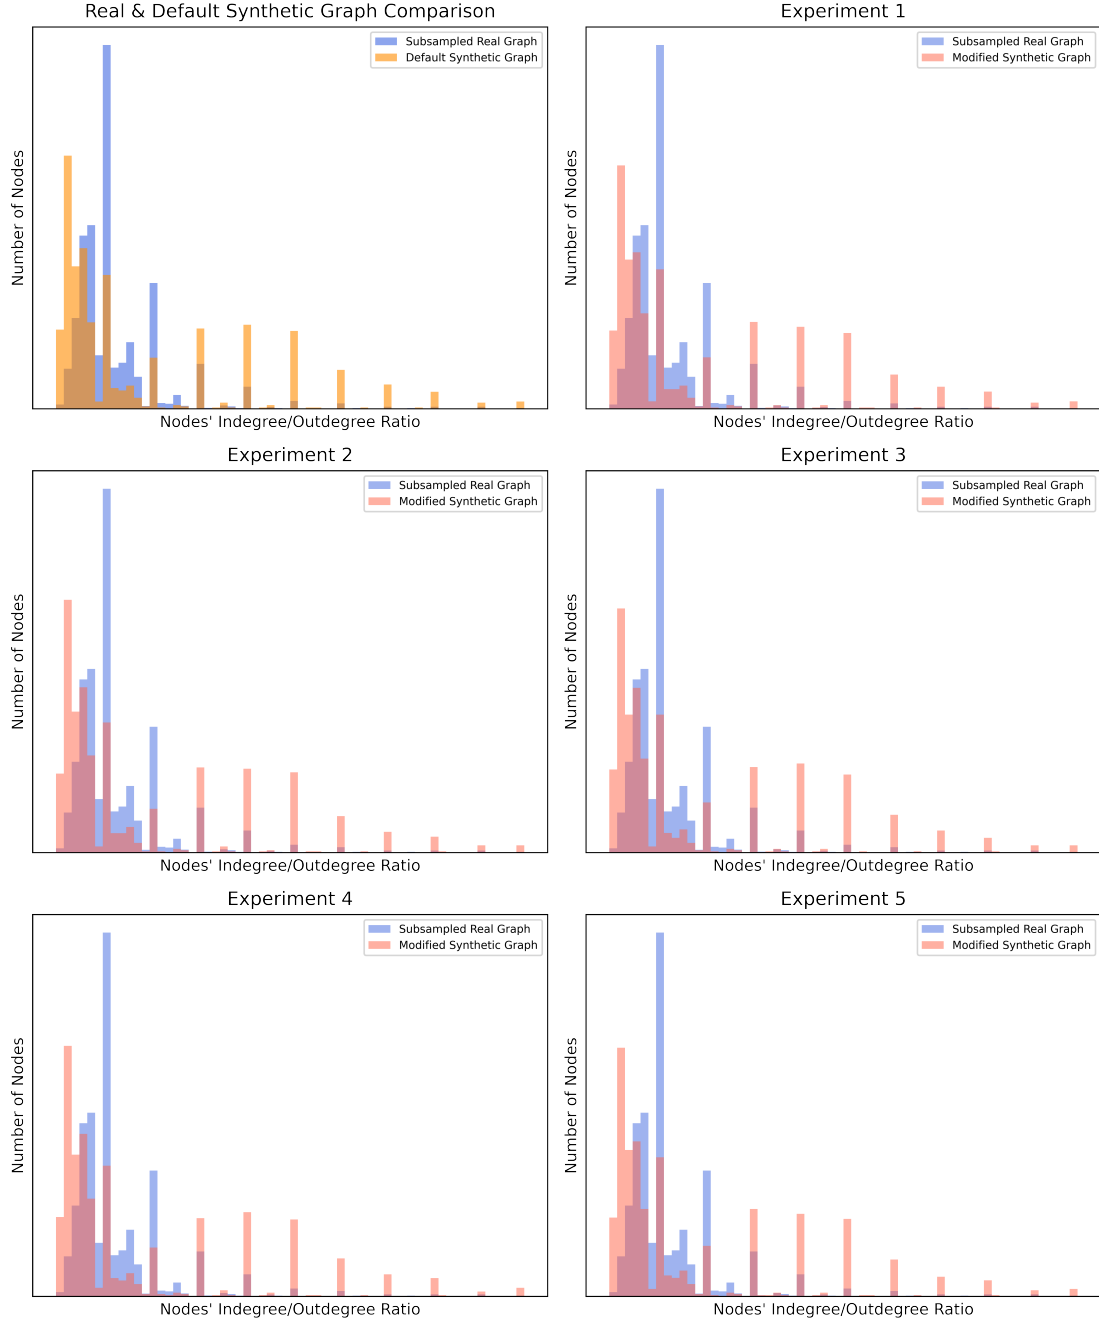 Real & Default Synthetic Graph Comparison
Subsampled Real Graph
Default Synthetic Graph
Number of Nodes
Nodes' Indegree/Outdegree Ratio
Experiment 1
Subsampled Real Graph
Modified Synthetic Graph
Number of Nodes
Nodes' Indegree/Outdegree Ratio
Experiment 2
Subsampled Real Graph
Modified Synthetic Graph
Number of Nodes
Nodes' Indegree/Outdegree Ratio
Experiment 3
Subsampled Real Graph
Modified Synthetic Graph
Number of Nodes
Nodes' Indegree/Outdegree Ratio
Experiment 4
Subsampled Real Graph
Modified Synthetic Graph
Number of Nodes
Nodes' Indegree/Outdegree Ratio
Experiment 5
Subsampled Real Graph
Modified Synthetic Graph
Number of Nodes
Nodes' Indegree/Outdegree Ratio